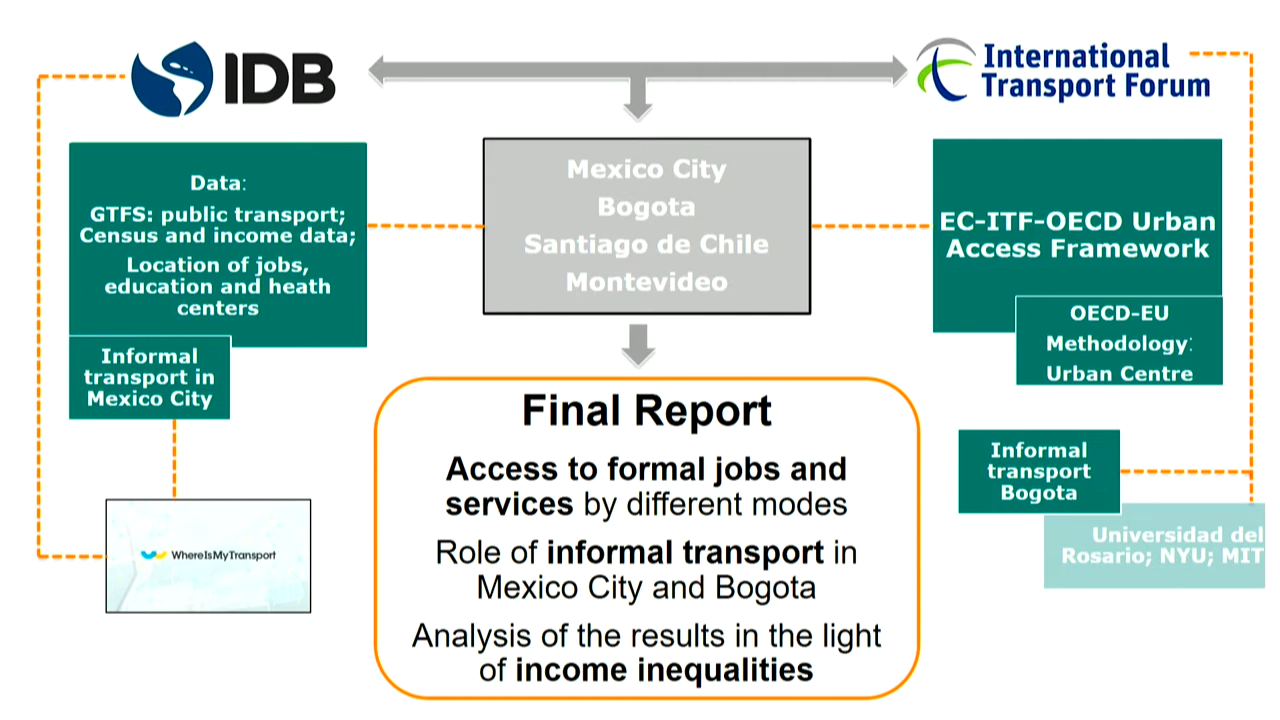 IDB
International
Transport Forum
Data:
GTFS: public transport;
Census and income data;
Location of jobs,
education and heath
centers
Informal
transport in
Mexico City
WhereIsMyTransport
Mexico City
Bogota
Santiago de Chile
Montevideo
EC-ITF-OECD Urban
Access Framework
OECD-EU
Methodology:
Urban Centre
Informal
transport
Bogota
Universidad del
Rosario; NYU; MIT
Final Report
Access to formal jobs and
services by different modes
Role of informal transport in
Mexico City and Bogota
Analysis of the results in the light
of income inequalities